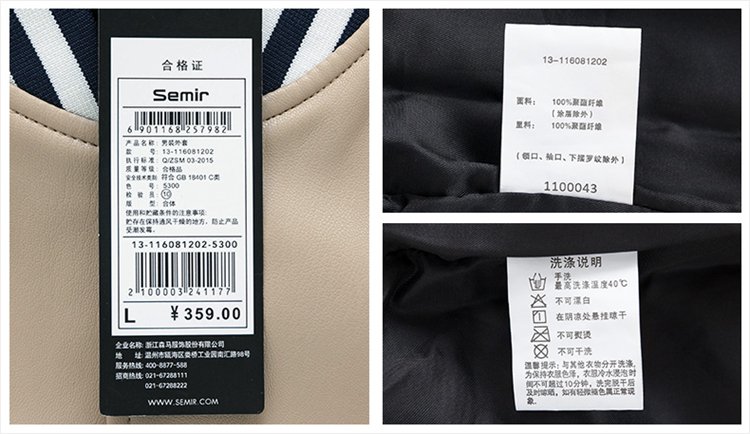 合格证
Semir
6 901168 257982
产品名称: 男装外套
款 号: 13-116081202
执行标准: Q/ZSM 03-2015
质量等级: 合格品
安全技术类别: 符合 GB 18401 C类
色 号: 5300
检 验 员: 10
版 型: 合体
使用和贮藏条件的注意事项:
贮存在保持通风干燥的地方,防止产品
受潮发霉。
13-116081202-5300
2 100003 241177
L ¥359.00
企业名称: 浙江森马服饰股份有限公司
地 址: 温州市瓯海区娄桥工业园南汇路98号
服务热线: 400-8877-588
服务监督: 021-67288111
021-67288222
WWW.SEMIR.COM
13-116081202
面料: 100%聚酯纤维
(涂层除外)
里料: 100%聚酯纤维
(领口、袖口、下摆罗纹除外)
1100043
洗涤说明
手洗
最高洗涤温度40℃
不可漂白
在阴凉处悬挂晾干
不可熨烫
不可干洗
温馨提示: 与其他衣物分开洗涤,
为保持衣服色泽, 衣服冷水浸泡时
间不可超过10分钟, 洗完脱干后
及时晾晒, 如有轻微褪色属正常现
象.